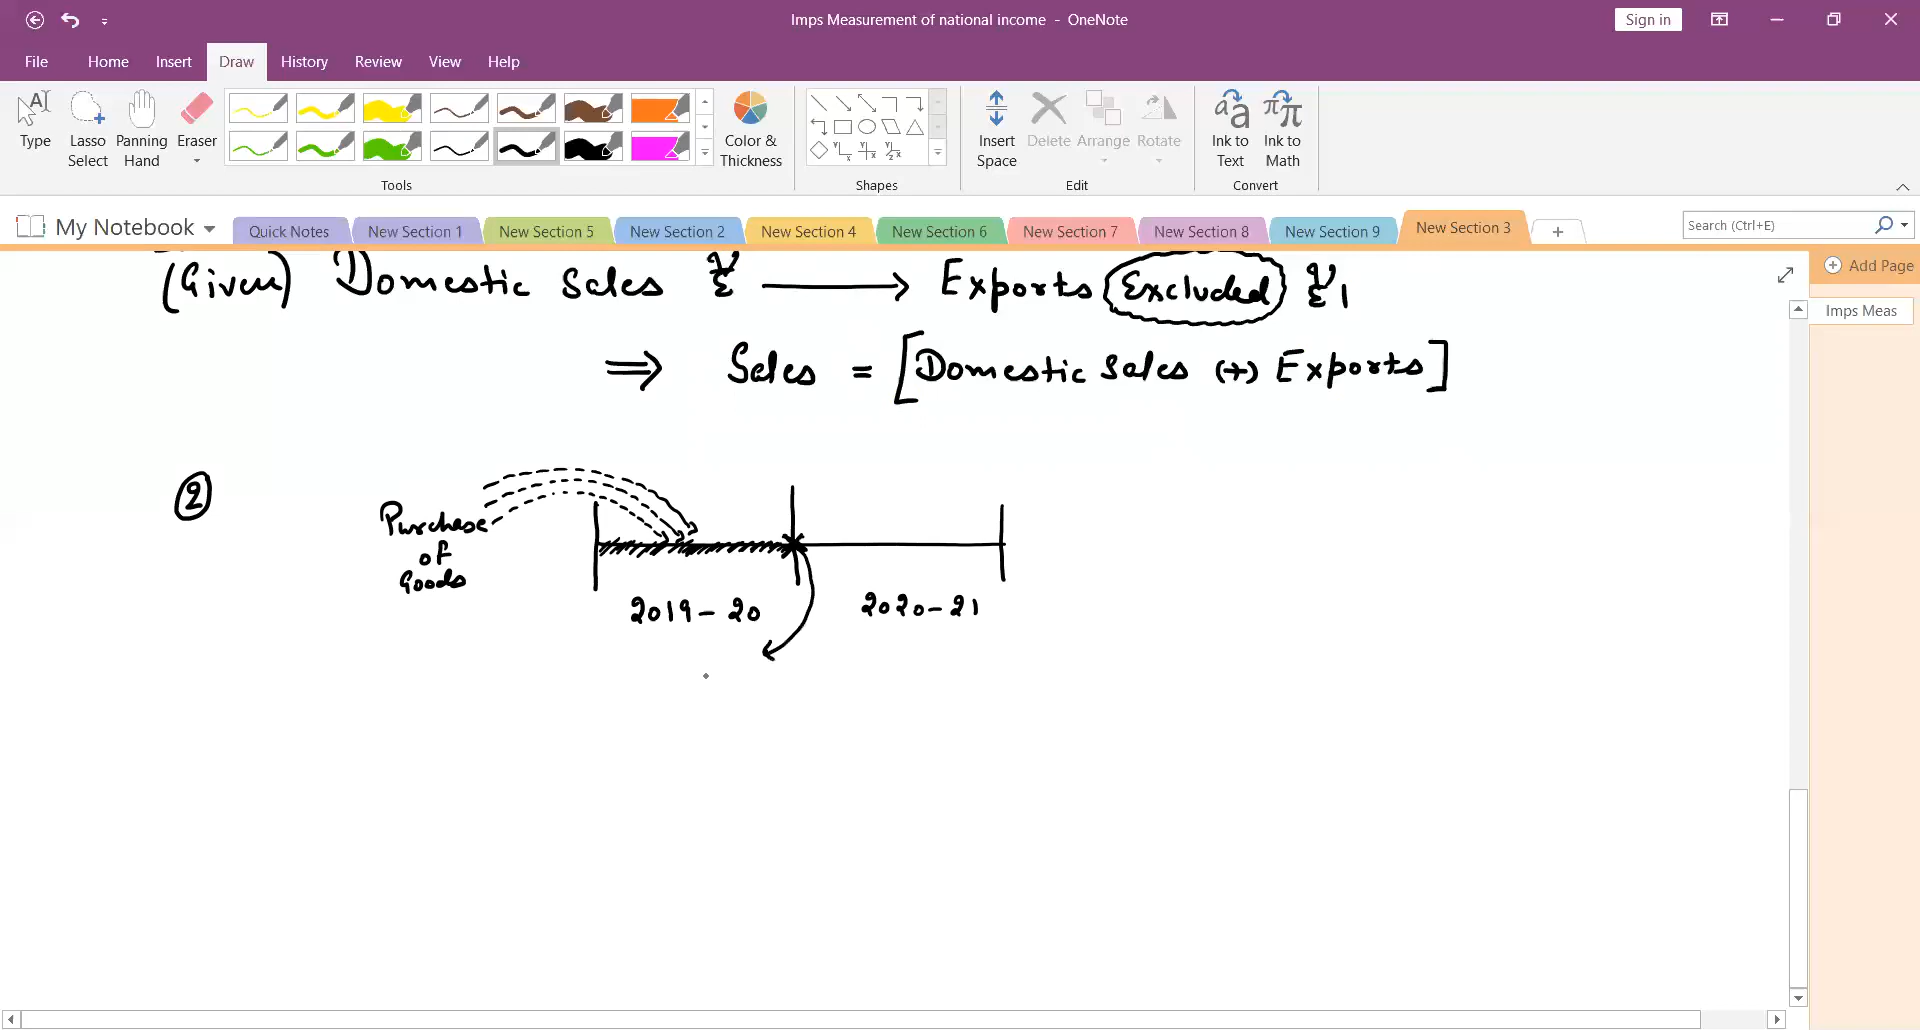 Imps Measurement of national income - OneNote
Sign in
File Home Insert Draw History Review View Help
Type
Lasso Select
Panning Hand
Eraser
Color & Thickness
Insert Space
Delete
Arrange
Rotate
Ink to Text
Ink to Math
Tools
Shapes
Edit
Convert
My Notebook
Quick Notes
New Section 1
New Section 5
New Section 2
New Section 4
New Section 6
New Section 7
New Section 8
New Section 9
New Section 3
Search (Ctrl+E)
Add Page
Imps Meas
(Given) Domestic Sales → Exports Excluded
⇒ Sales = [Domestic Sales (+) Exports]
2
Purchase
of
Goods
2019-20 2020-21